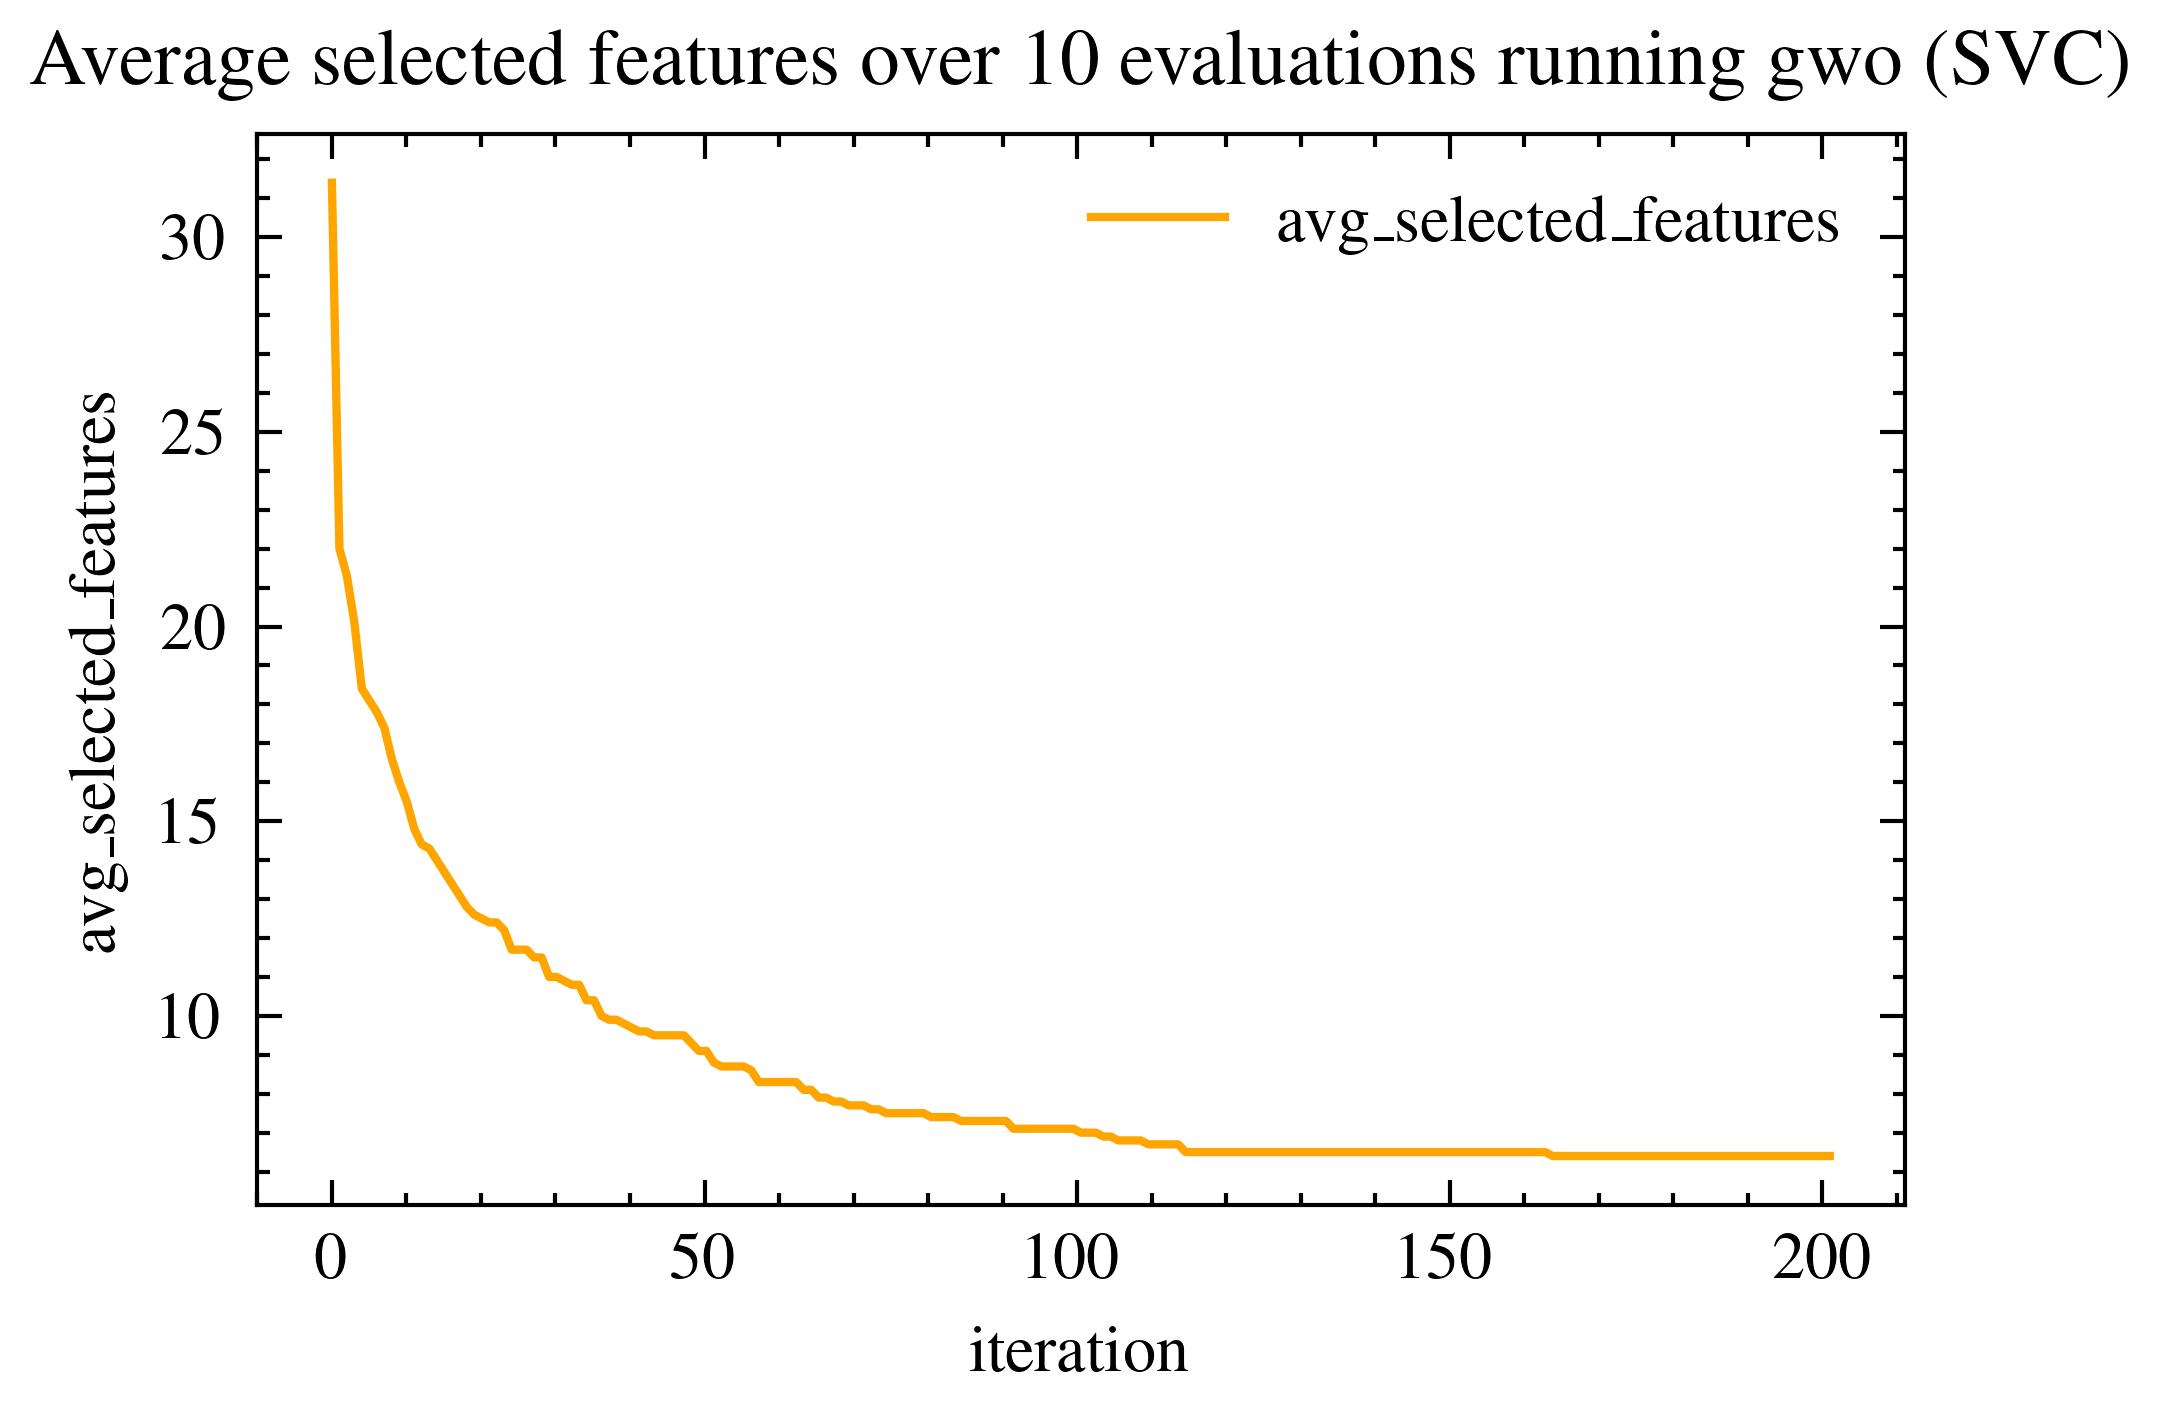 Average selected features over 10 evaluations running gwo (SVC)
avg_selected_features
30
25
20
15
10
avg_selected_features
0 50 100 150 200
iteration